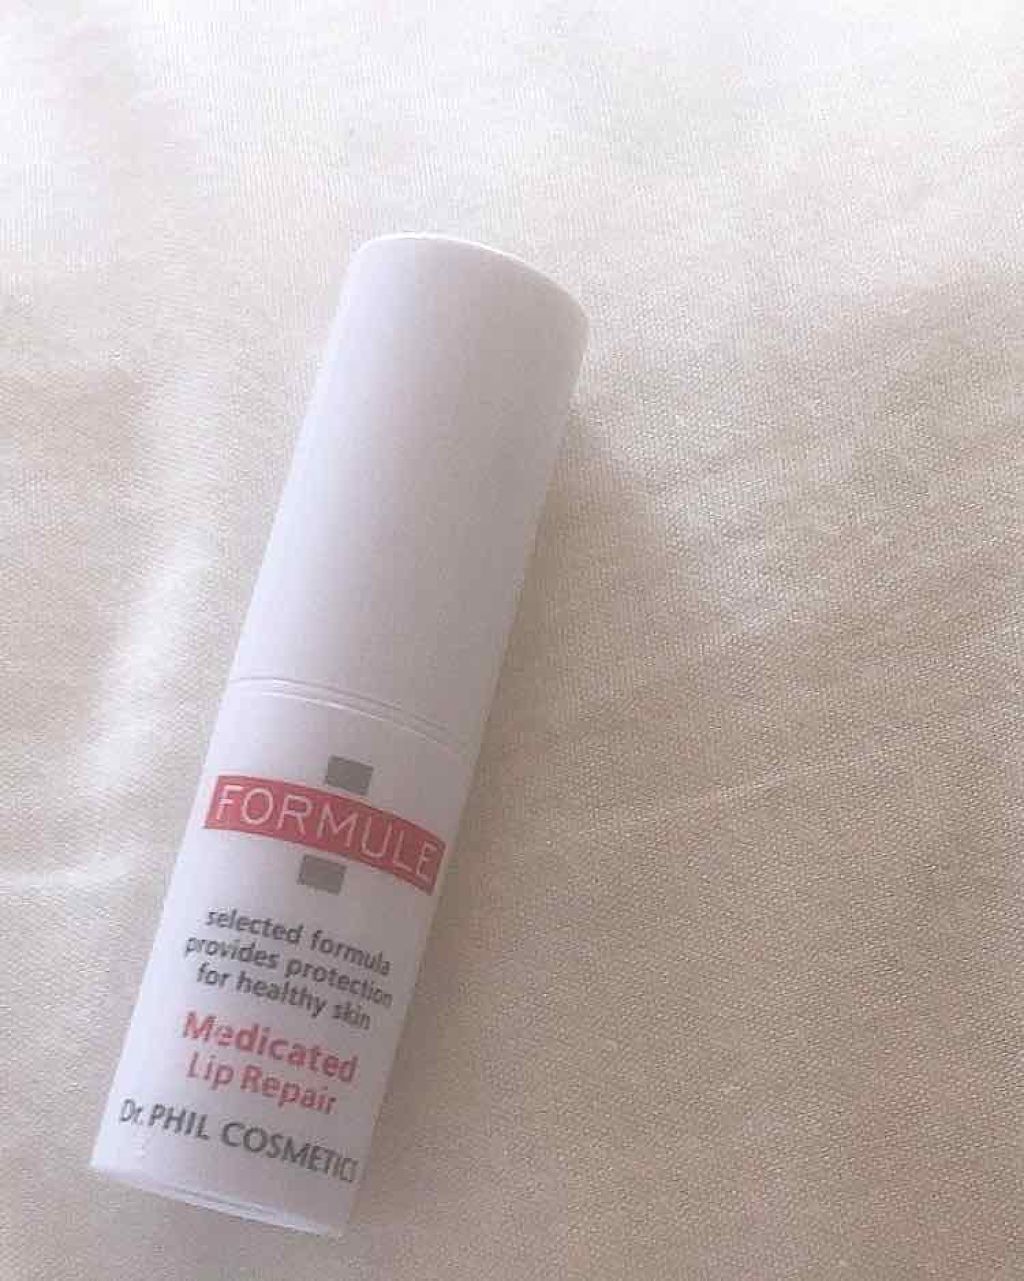 FORMULE
selected formula
provides protection
for healthy skin
Medicated
Lip Repair
Dr. PHIL COSMETICS